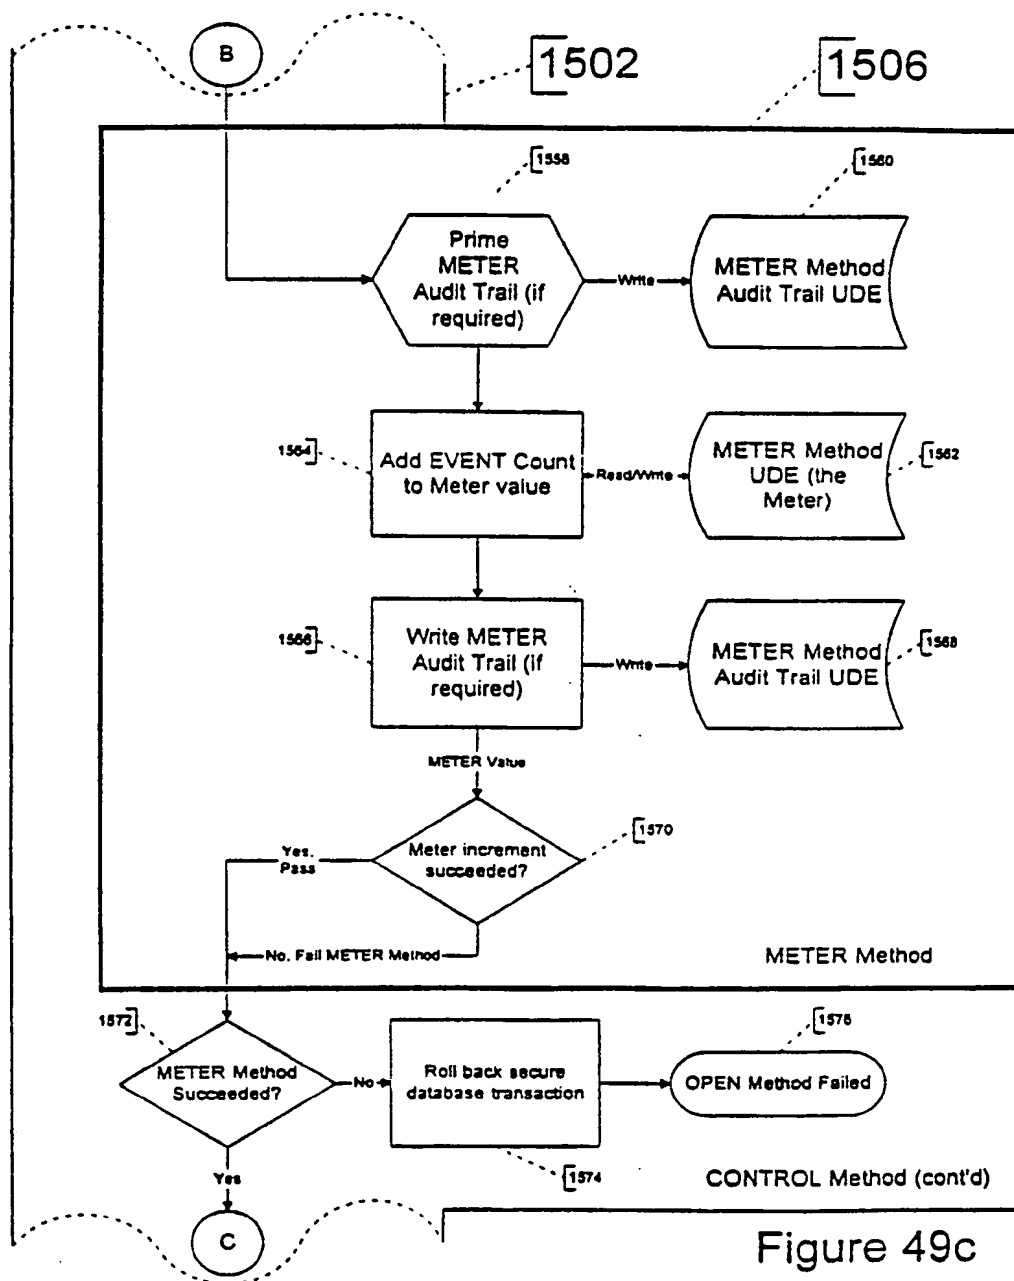 B
1502
1506
1558
1560
Prime
METER
Audit Trail (if
required)
Write
METER Method
Audit Trail UDE
1564
Add EVENT Count
to Meter value
Read/Write
METER Method
UDE (the
Meter)
1562
1566
Write METER
Audit Trail (if
required)
Write
METER Method
Audit Trail UDE
1568
METER Value
Meter increment
succeeded?
1570
Yes,
Pass
No, Fail METER Method
METER Method
1572
METER Method
Succeeded?
No
Roll back secure
database transaction
1576
OPEN Method Failed
1574
Yes
CONTROL Method (cont'd)
C
Figure 49c